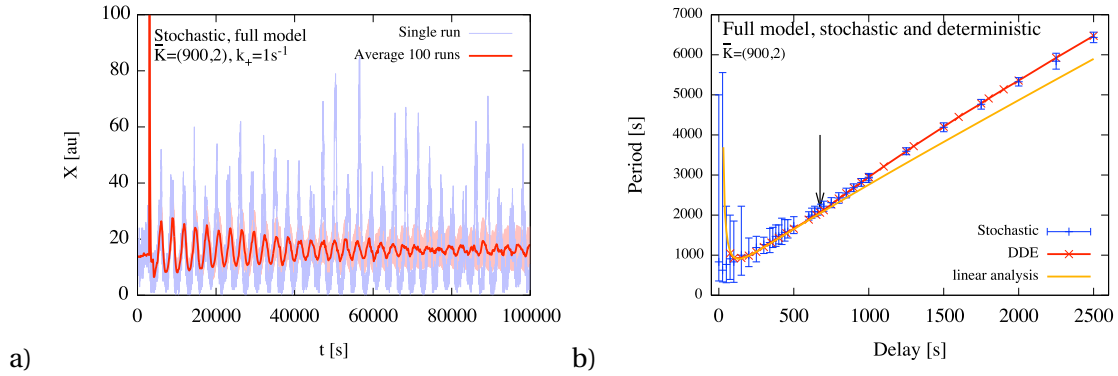 Stochastic, full model
K̄=(900,2), k₊=1s⁻¹
Single run
Average 100 runs
100
80
60
40
20
0
X [au]
0
20000
40000
60000
80000
100000
t [s]
a)
Full model, stochastic and deterministic
K̄=(900,2)
7000
6000
5000
4000
3000
2000
1000
0
Period [s]
Stochastic
DDE
linear analysis
0
500
1000
1500
2000
2500
Delay [s]
b)